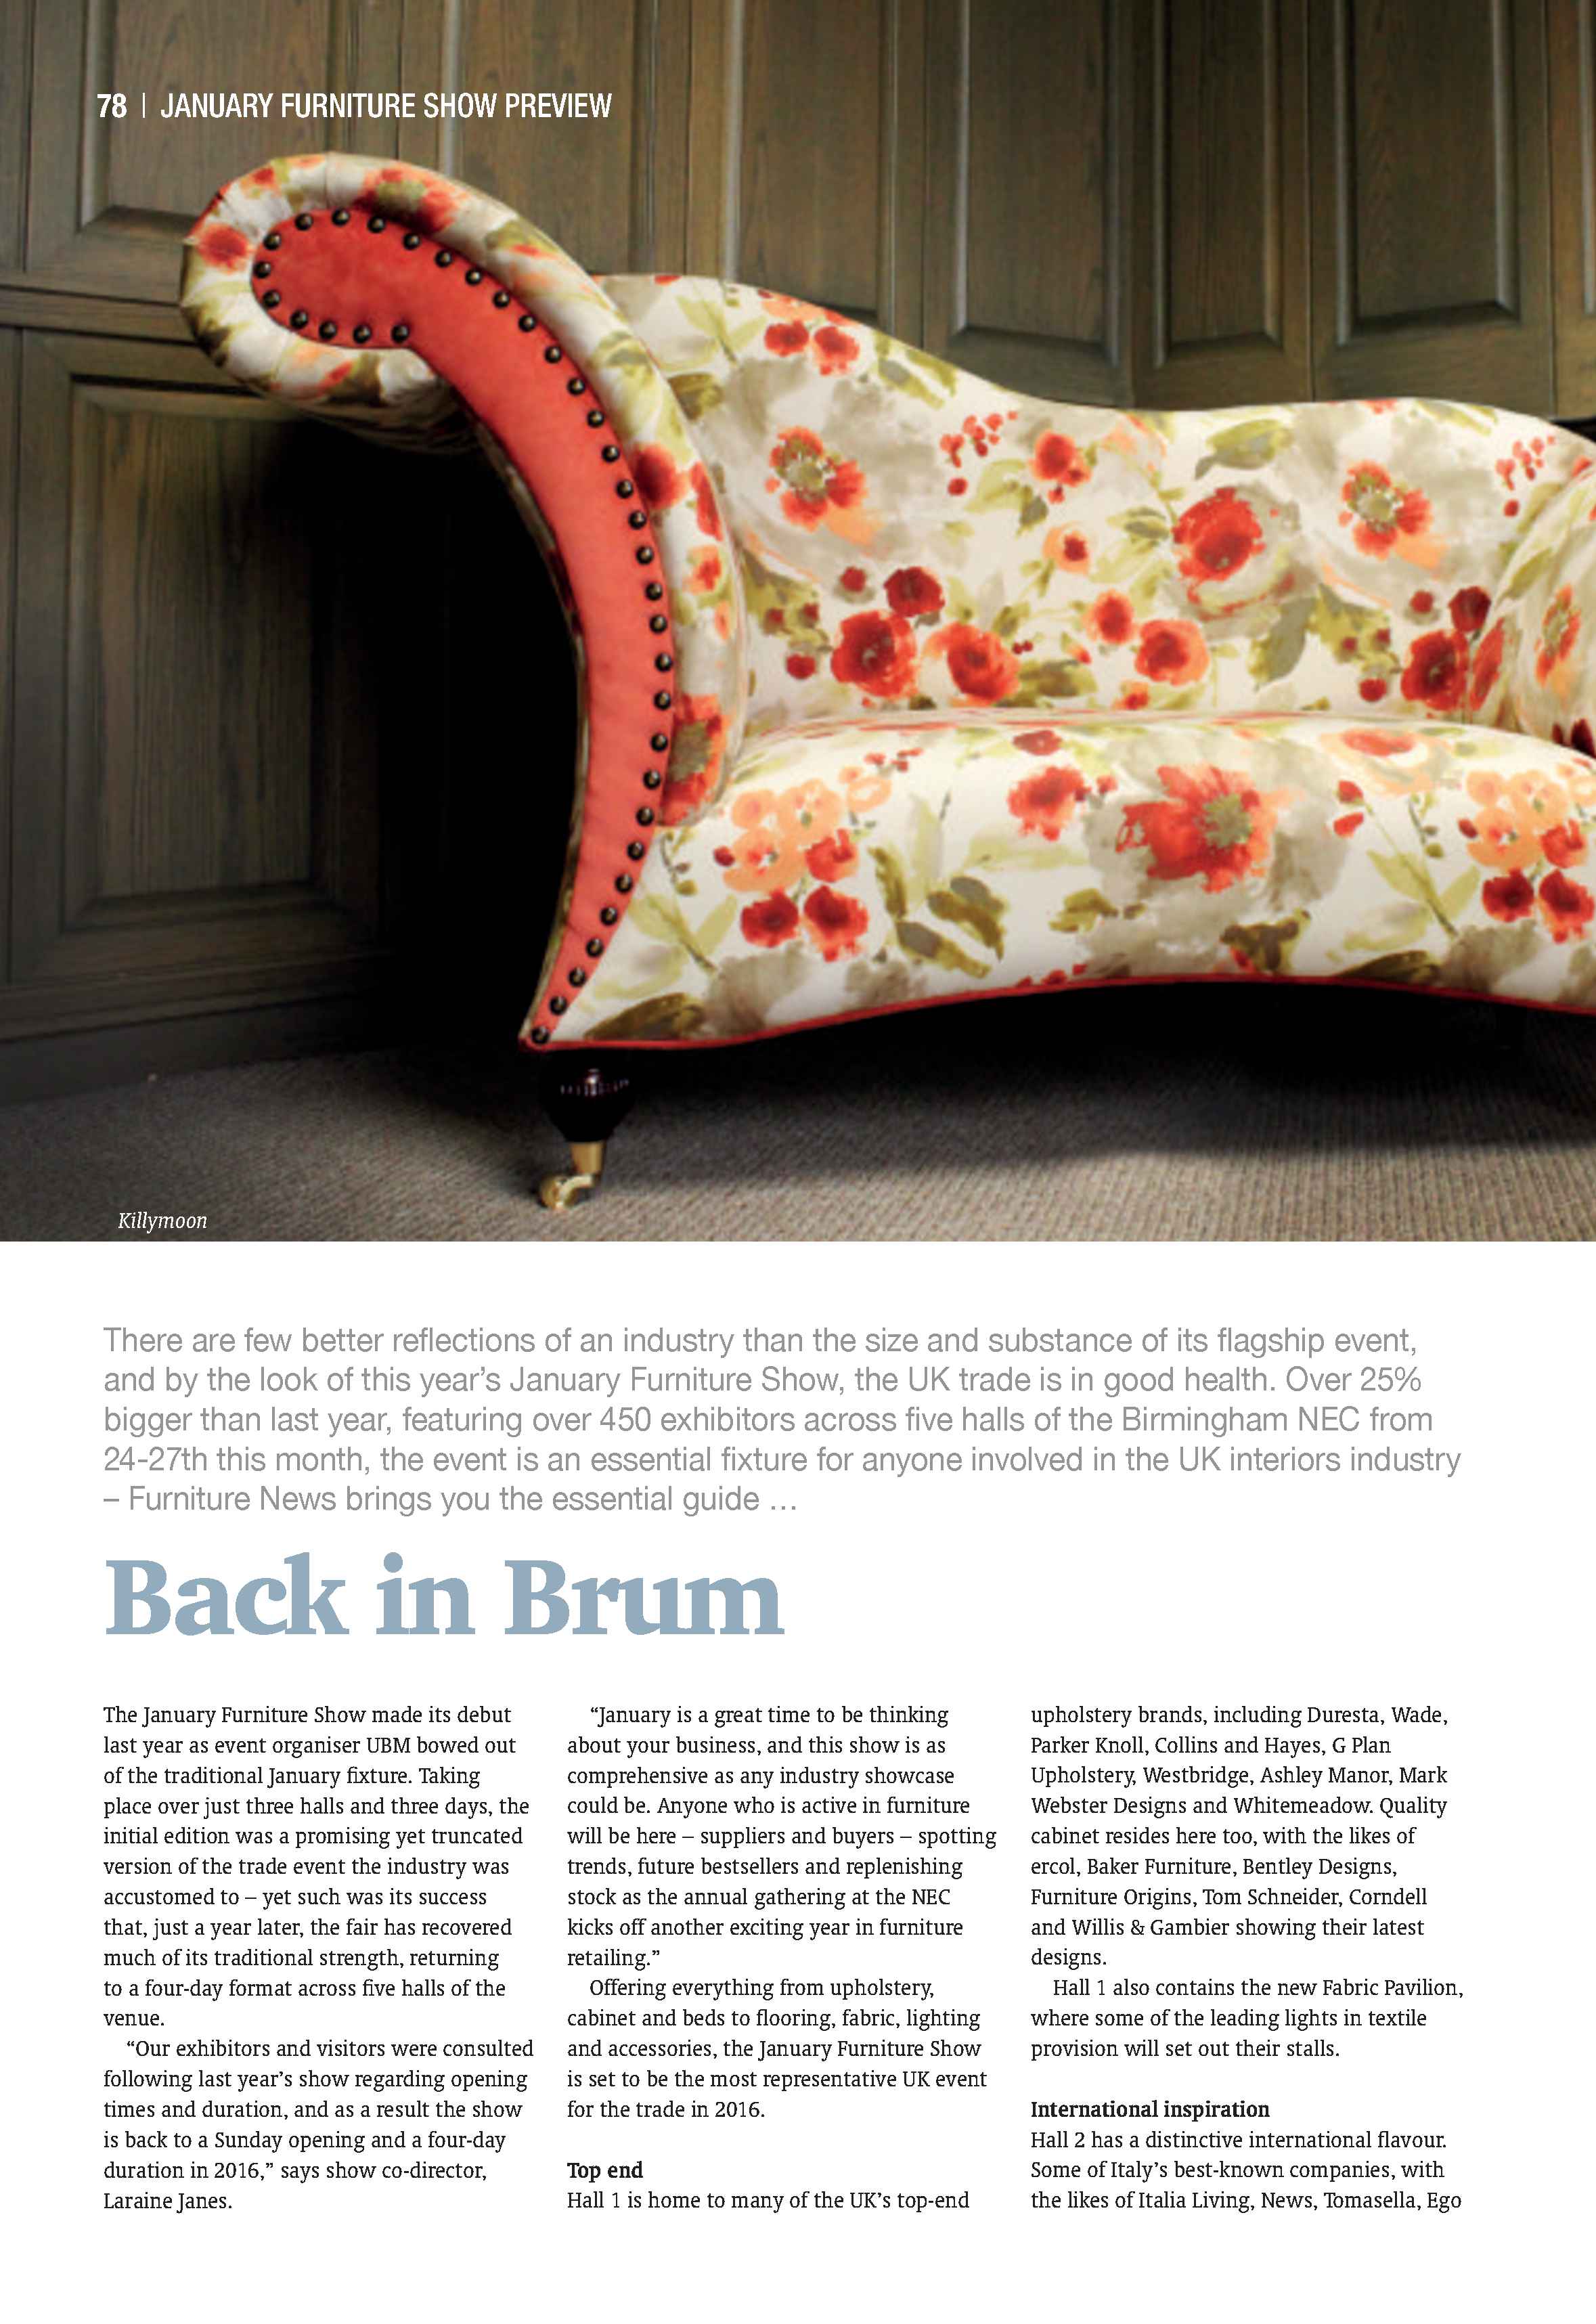 78 | JANUARY FURNITURE SHOW PREVIEW
Killymoon
There are few better reflections of an industry than the size and substance of its flagship event,
and by the look of this year's January Furniture Show, the UK trade is in good health. Over 25%
bigger than last year, featuring over 450 exhibitors across five halls of the Birmingham NEC from
24-27th this month, the event is an essential fixture for anyone involved in the UK interiors industry
– Furniture News brings you the essential guide …
Back in Brum
The January Furniture Show made its debut
last year as event organiser UBM bowed out
of the traditional January fixture. Taking
place over just three halls and three days, the
initial edition was a promising yet truncated
version of the trade event the industry was
accustomed to – yet such was its success
that, just a year later, the fair has recovered
much of its traditional strength, returning
to a four-day format across five halls of the
venue.
“Our exhibitors and visitors were consulted
following last year's show regarding opening
times and duration, and as a result the show
is back to a Sunday opening and a four-day
duration in 2016,” says show co-director,
Laraine Janes.
“January is a great time to be thinking
about your business, and this show is as
comprehensive as any industry showcase
could be. Anyone who is active in furniture
will be here – suppliers and buyers – spotting
trends, future bestsellers and replenishing
stock as the annual gathering at the NEC
kicks off another exciting year in furniture
retailing.”
Offering everything from upholstery,
cabinet and beds to flooring, fabric, lighting
and accessories, the January Furniture Show
is set to be the most representative UK event
for the trade in 2016.
Top end
Hall 1 is home to many of the UK's top-end
upholstery brands, including Duresta, Wade,
Parker Knoll, Collins and Hayes, G Plan
Upholstery, Westbridge, Ashley Manor, Mark
Webster Designs and Whitemeadow. Quality
cabinet resides here too, with the likes of
ercol, Baker Furniture, Bentley Designs,
Furniture Origins, Tom Schneider, Corndell
and Willis & Gambier showing their latest
designs.
Hall 1 also contains the new Fabric Pavilion,
where some of the leading lights in textile
provision will set out their stalls.
International inspiration
Hall 2 has a distinctive international flavour.
Some of Italy's best-known companies, with
the likes of Italia Living, News, Tomasella, Ego